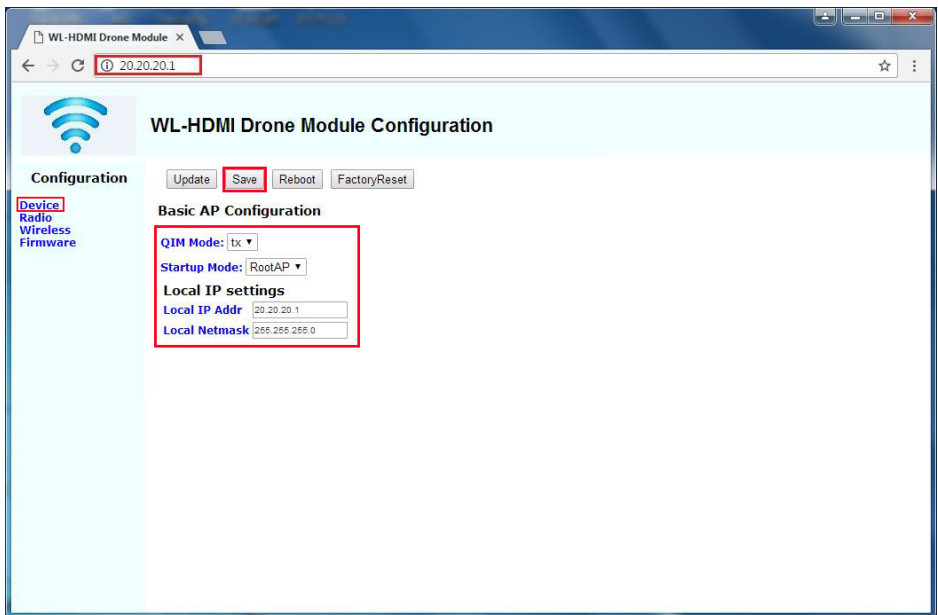 WL-HDMI Drone Module
20.20.20.1
WL-HDMI Drone Module Configuration
Configuration
Update Save Reboot FactoryReset
Device
Radio
Wireless
Firmware
Basic AP Configuration
QIM Mode: tx
Startup Mode: RootAP
Local IP settings
Local IP Addr 20.20.20.1
Local Netmask 255.255.255.0